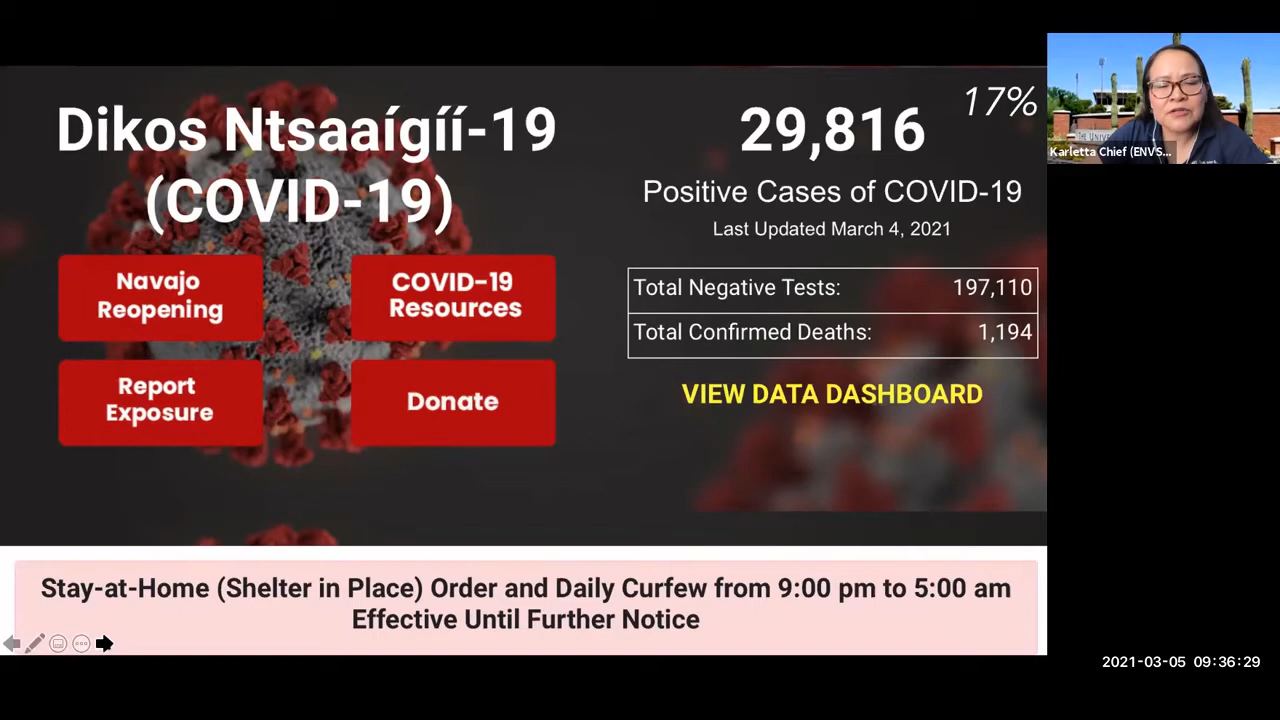 Dikos Ntsaaígíí-19
(COVID-19)
Navajo
Reopening
COVID-19
Resources
Report
Exposure
Donate
17%
29,816
Positive Cases of COVID-19
Last Updated March 4, 2021
Total Negative Tests: 197,110
Total Confirmed Deaths: 1,194
VIEW DATA DASHBOARD
Stay-at-Home (Shelter in Place) Order and Daily Curfew from 9:00 pm to 5:00 am
Effective Until Further Notice
THE UNIVE
Karletta Chief (ENVS...
2021-03-05 09:36:29